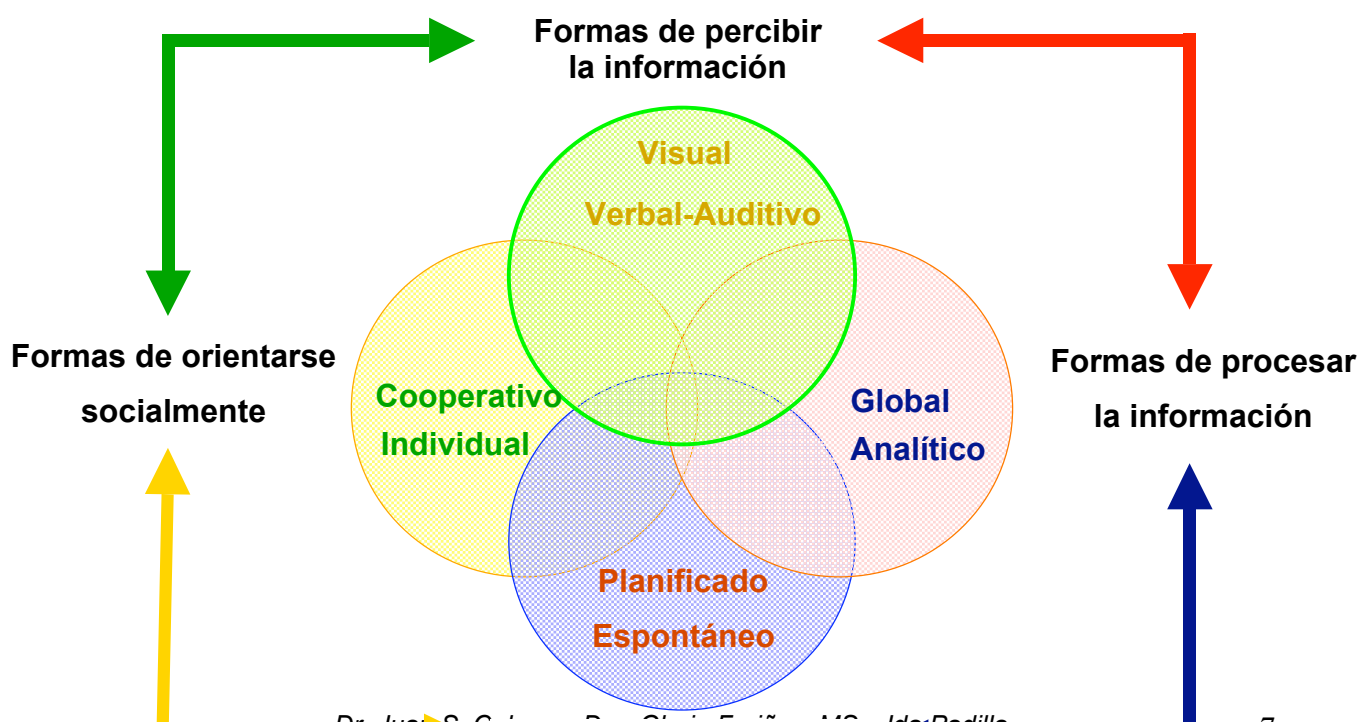 Formas de percibir
la información
Visual
Verbal-Auditivo
Formas de orientarse
socialmente
Cooperativo
Individual
Global
Analítico
Formas de procesar
la información
Planificado
Espontáneo